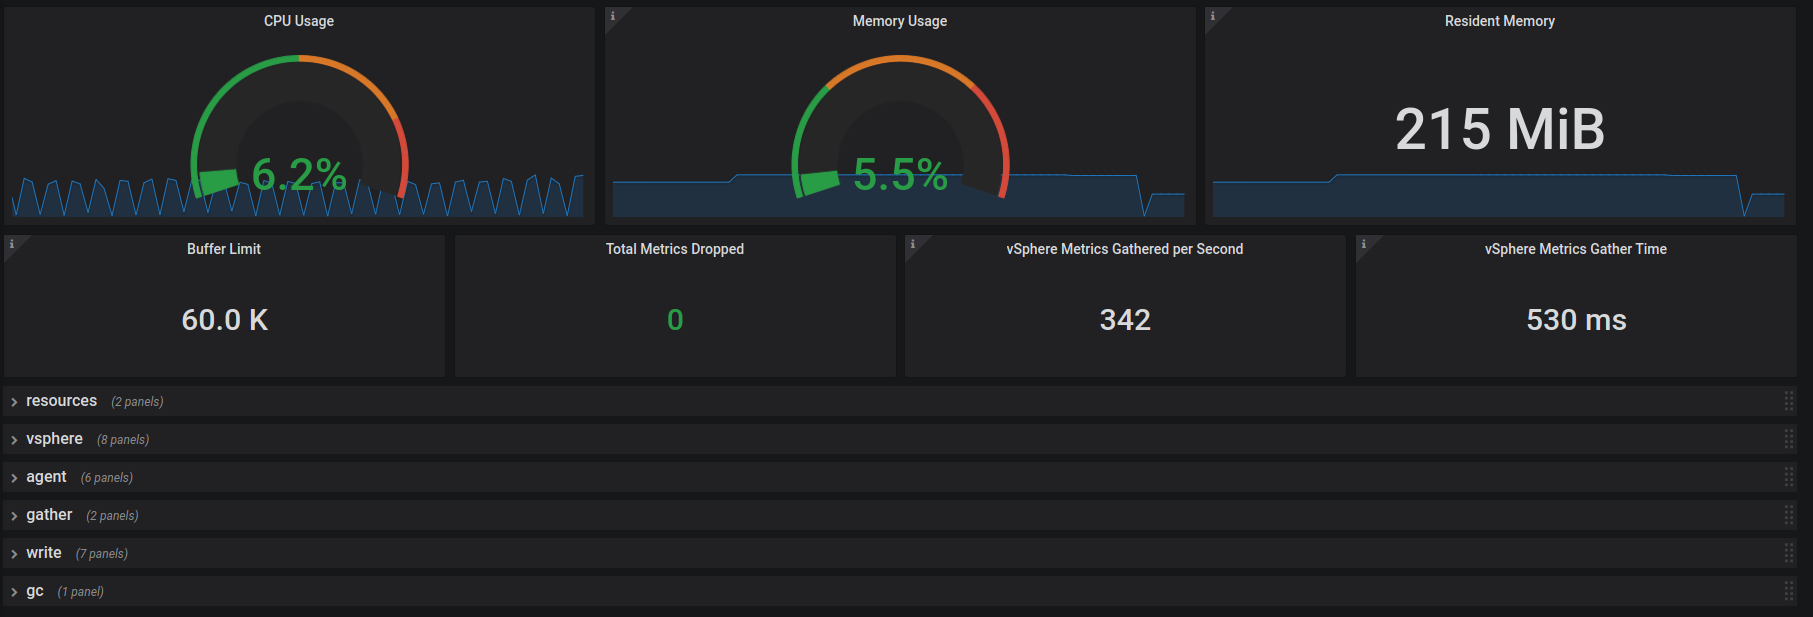 CPU Usage
Memory Usage
Resident Memory
6.2%
5.5%
215 MiB
Buffer Limit
Total Metrics Dropped
vSphere Metrics Gathered per Second
vSphere Metrics Gather Time
60.0 K
0
342
530 ms
resources (2 panels)
vsphere (8 panels)
agent (6 panels)
gather (2 panels)
write (7 panels)
gc (1 panel)